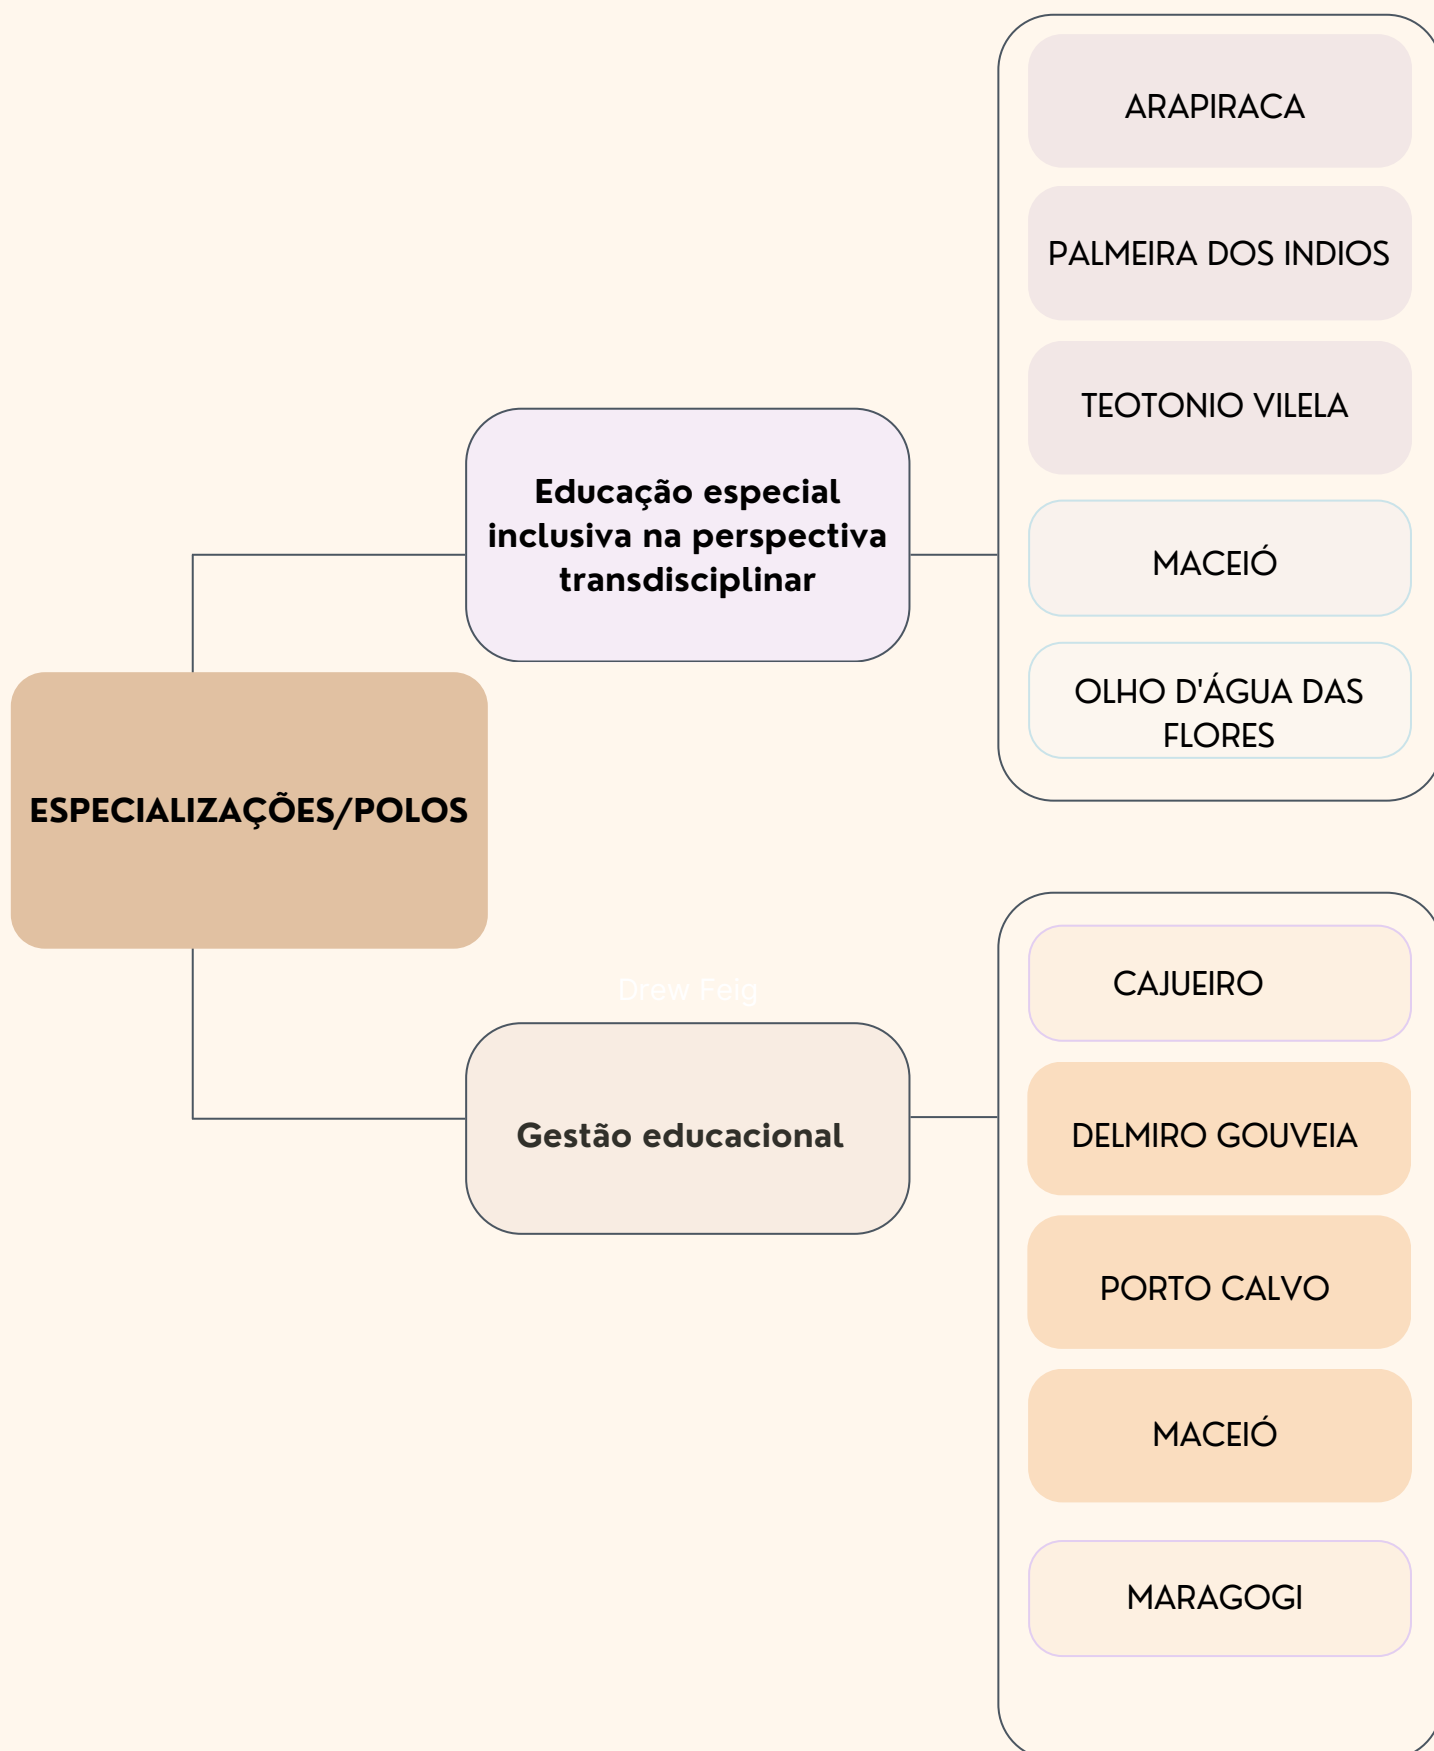 ESPECIALIZAÇÕES/POLOS
Educação especial
inclusiva na perspectiva
transdisciplinar
ARAPIRACA
PALMEIRA DOS INDIOS
TEOTONIO VILELA
MACEIÓ
OLHO D'ÁGUA DAS
FLORES
Drew Feig
Gestão educacional
CAJUEIRO
DELMIRO GOUVEIA
PORTO CALVO
MACEIÓ
MARAGOGI